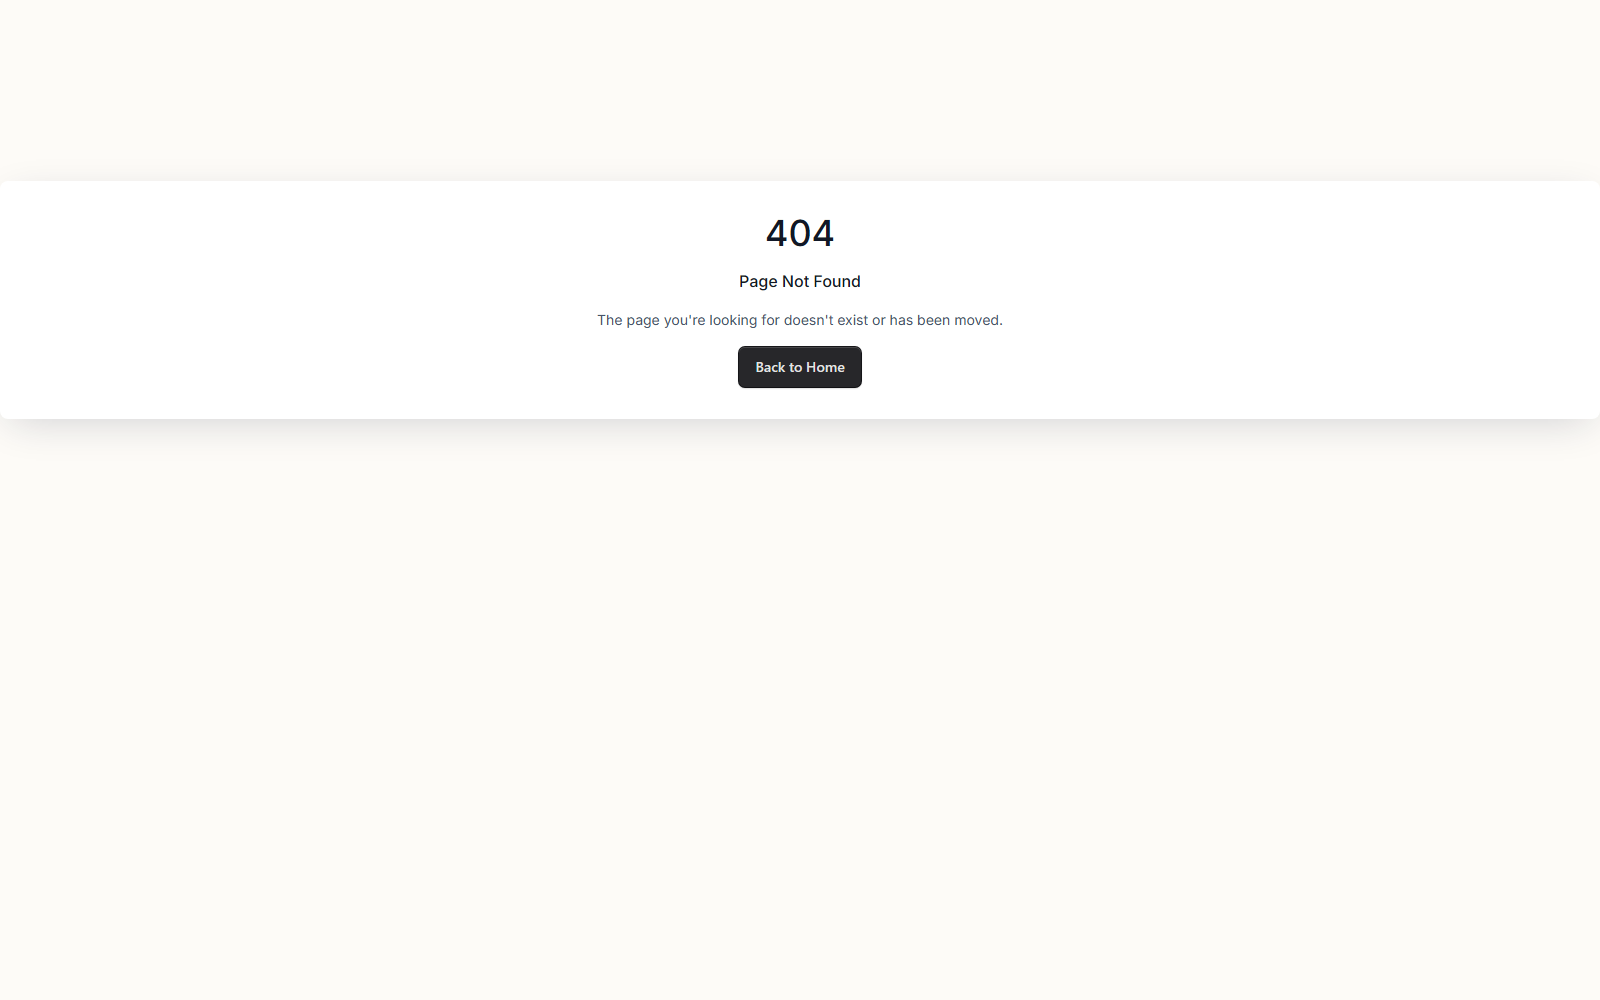 404
Page Not Found
The page you're looking for doesn't exist or has been moved.
Back to Home